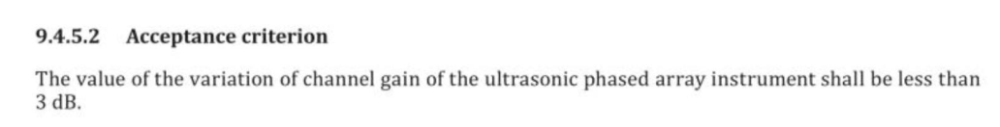 9.4.5.2 Acceptance criterion
The value of the variation of channel gain of the ultrasonic phased array instrument shall be less than
3 dB.